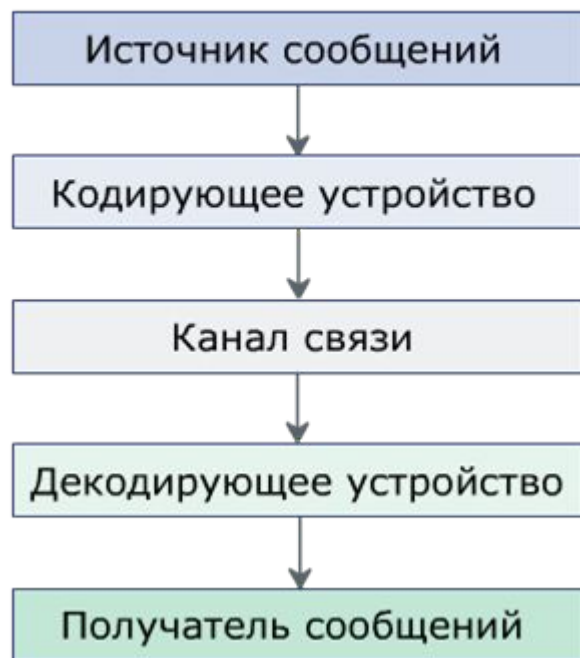 Источник сообщений
Кодирующее устройство
Канал связи
Декодирующее устройство
Получатель сообщений